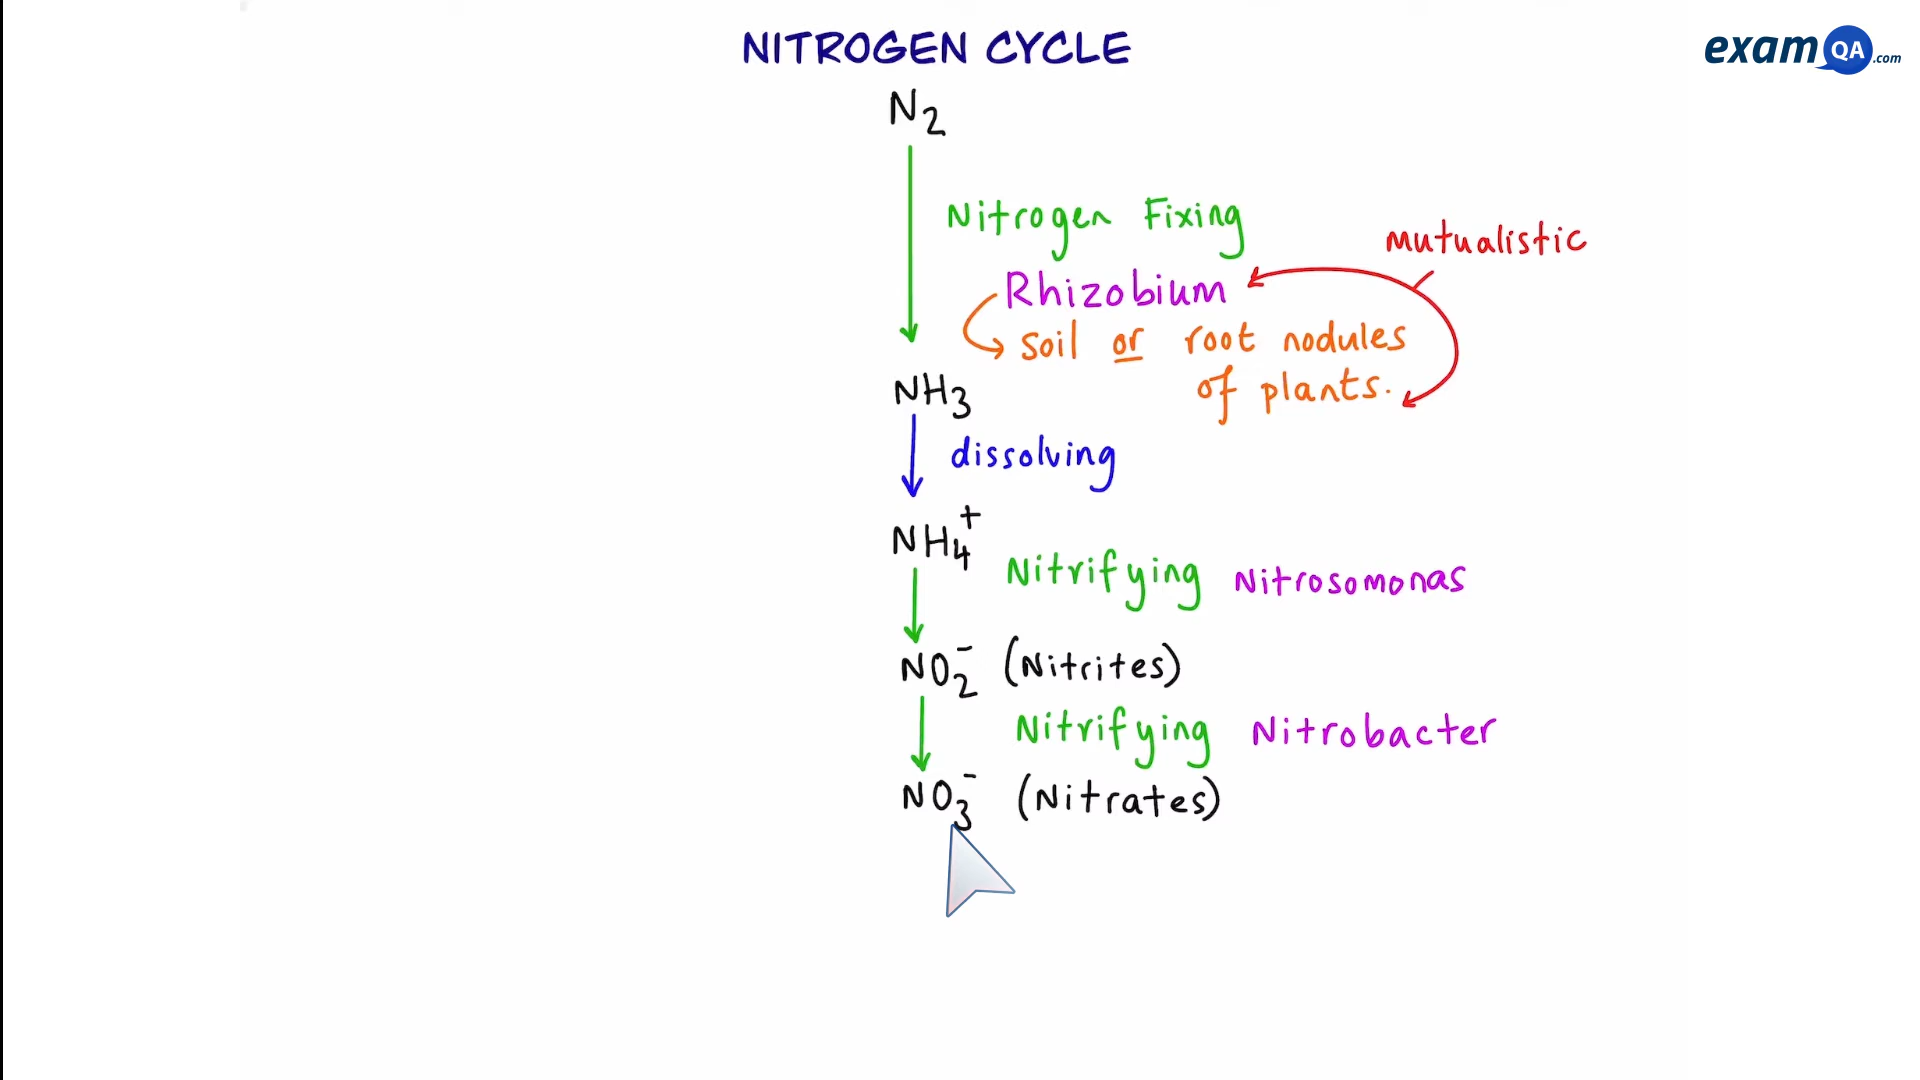 NITROGEN CYCLE
examQA.com
N₂
Nitrogen Fixing
mutualistic
Rhizobium
soil or root nodules
of plants.
NH₃
dissolving
NH₄⁺
Nitrifying Nitrosomonas
NO₂⁻ (Nitrites)
Nitrifying Nitrobacter
NO₃⁻ (Nitrates)